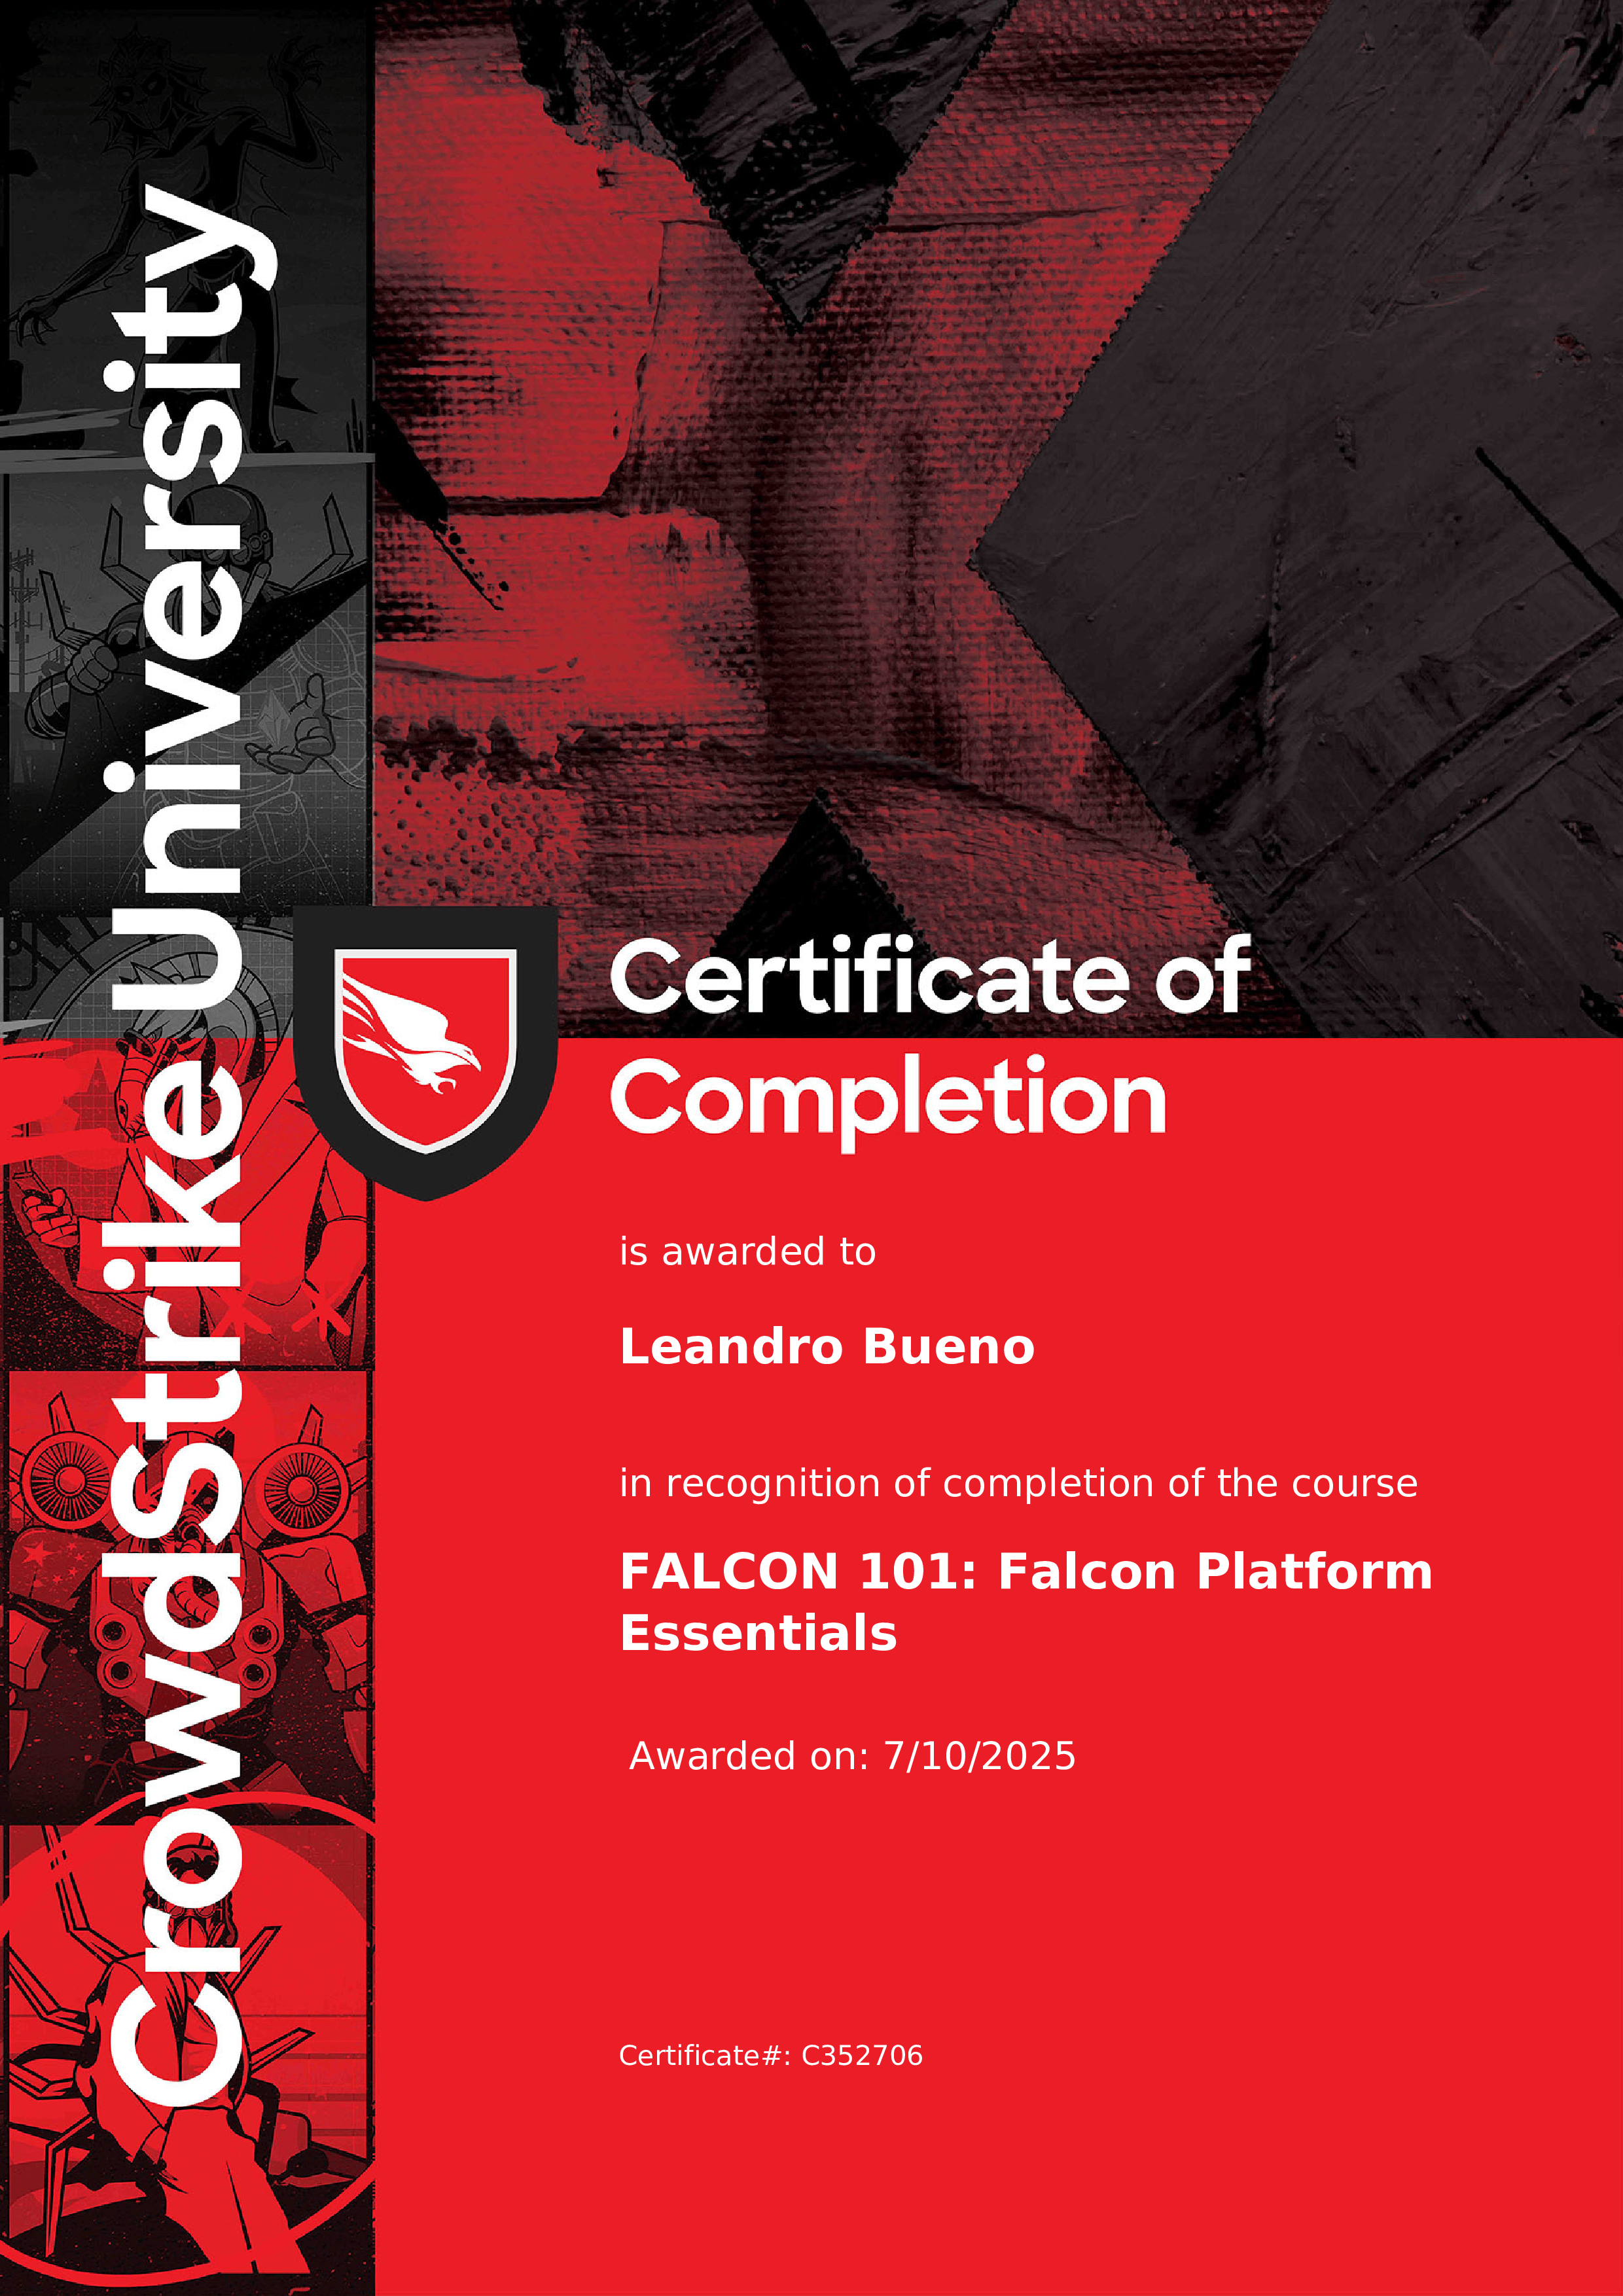 CrowdStrike University
Certificate of
Completion
is awarded to
Leandro Bueno
in recognition of completion of the course
FALCON 101: Falcon Platform
Essentials
Awarded on: 7/10/2025
Certificate#: C352706